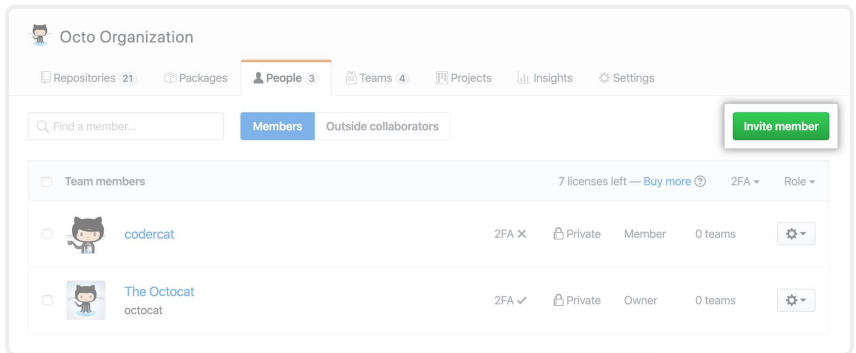 Octo Organization
Repositories 21 Packages People 3 Teams 4 Projects Insights Settings
Find a member... Members Outside collaborators Invite member
Team members 7 licenses left — Buy more ? 2FA Role
codercat 2FA ✕ Private Member 0 teams
The Octocat
octocat 2FA ✓ Private Owner 0 teams